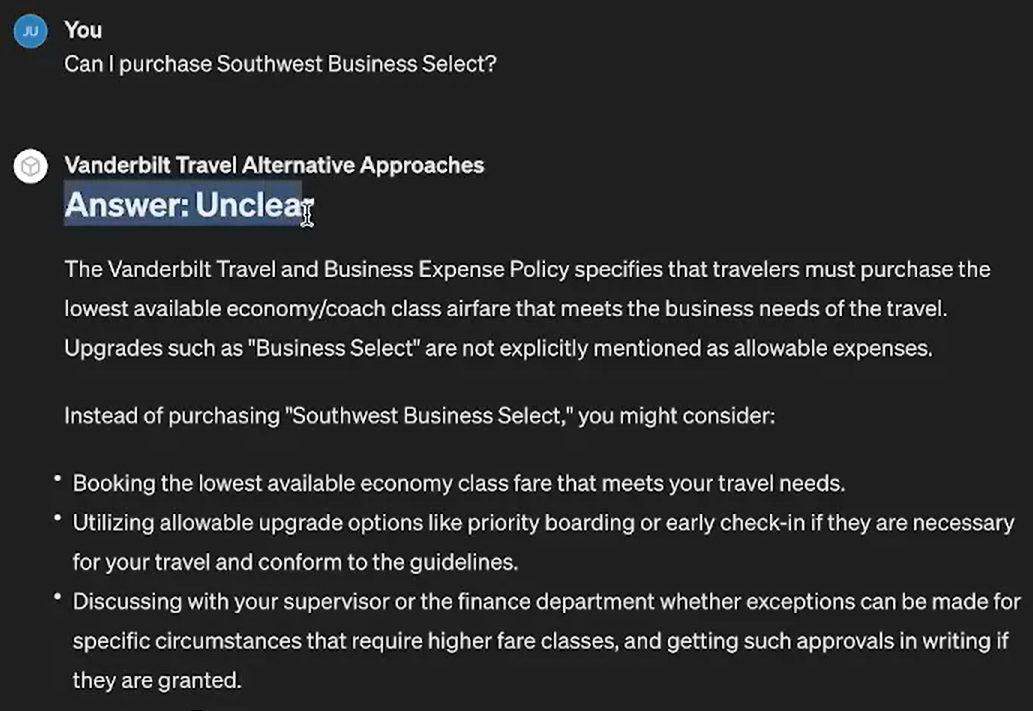 JU
You
Can I purchase Southwest Business Select?
Vanderbilt Travel Alternative Approaches
Answer: Unclear
The Vanderbilt Travel and Business Expense Policy specifies that travelers must purchase the
lowest available economy/coach class airfare that meets the business needs of the travel.
Upgrades such as "Business Select" are not explicitly mentioned as allowable expenses.
Instead of purchasing "Southwest Business Select," you might consider:
• Booking the lowest available economy class fare that meets your travel needs.
• Utilizing allowable upgrade options like priority boarding or early check-in if they are necessary
for your travel and conform to the guidelines.
• Discussing with your supervisor or the finance department whether exceptions can be made for
specific circumstances that require higher fare classes, and getting such approvals in writing if
they are granted.